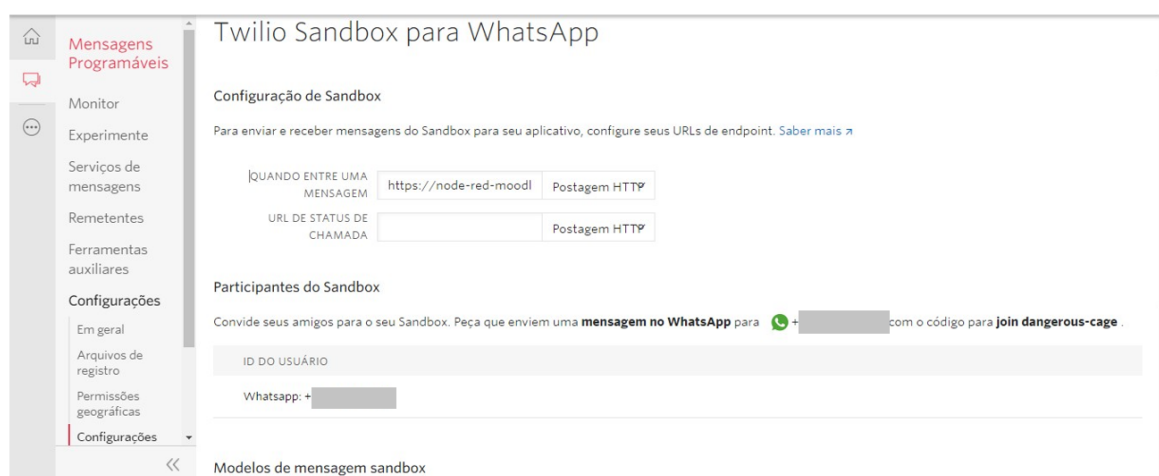 Mensagens
Programáveis
Monitor
Experimente
Serviços de
mensagens
Remetentes
Ferramentas
auxiliares
Configurações
Em geral
Arquivos de
registro
Permissões
geográficas
Configurações
Twilio Sandbox para WhatsApp
Configuração de Sandbox
Para enviar e receber mensagens do Sandbox para seu aplicativo, configure seus URLs de endpoint. Saber mais
QUANDO ENTRE UMA
MENSAGEM
https://node-red-moodl Postagem HTTP
URL DE STATUS DE
CHAMADA
Postagem HTTP
Participantes do Sandbox
Convide seus amigos para o seu Sandbox. Peça que enviem uma mensagem no WhatsApp para + com o código para join dangerous-cage .
ID DO USUÁRIO
Whatsapp: +
Modelos de mensagem sandbox